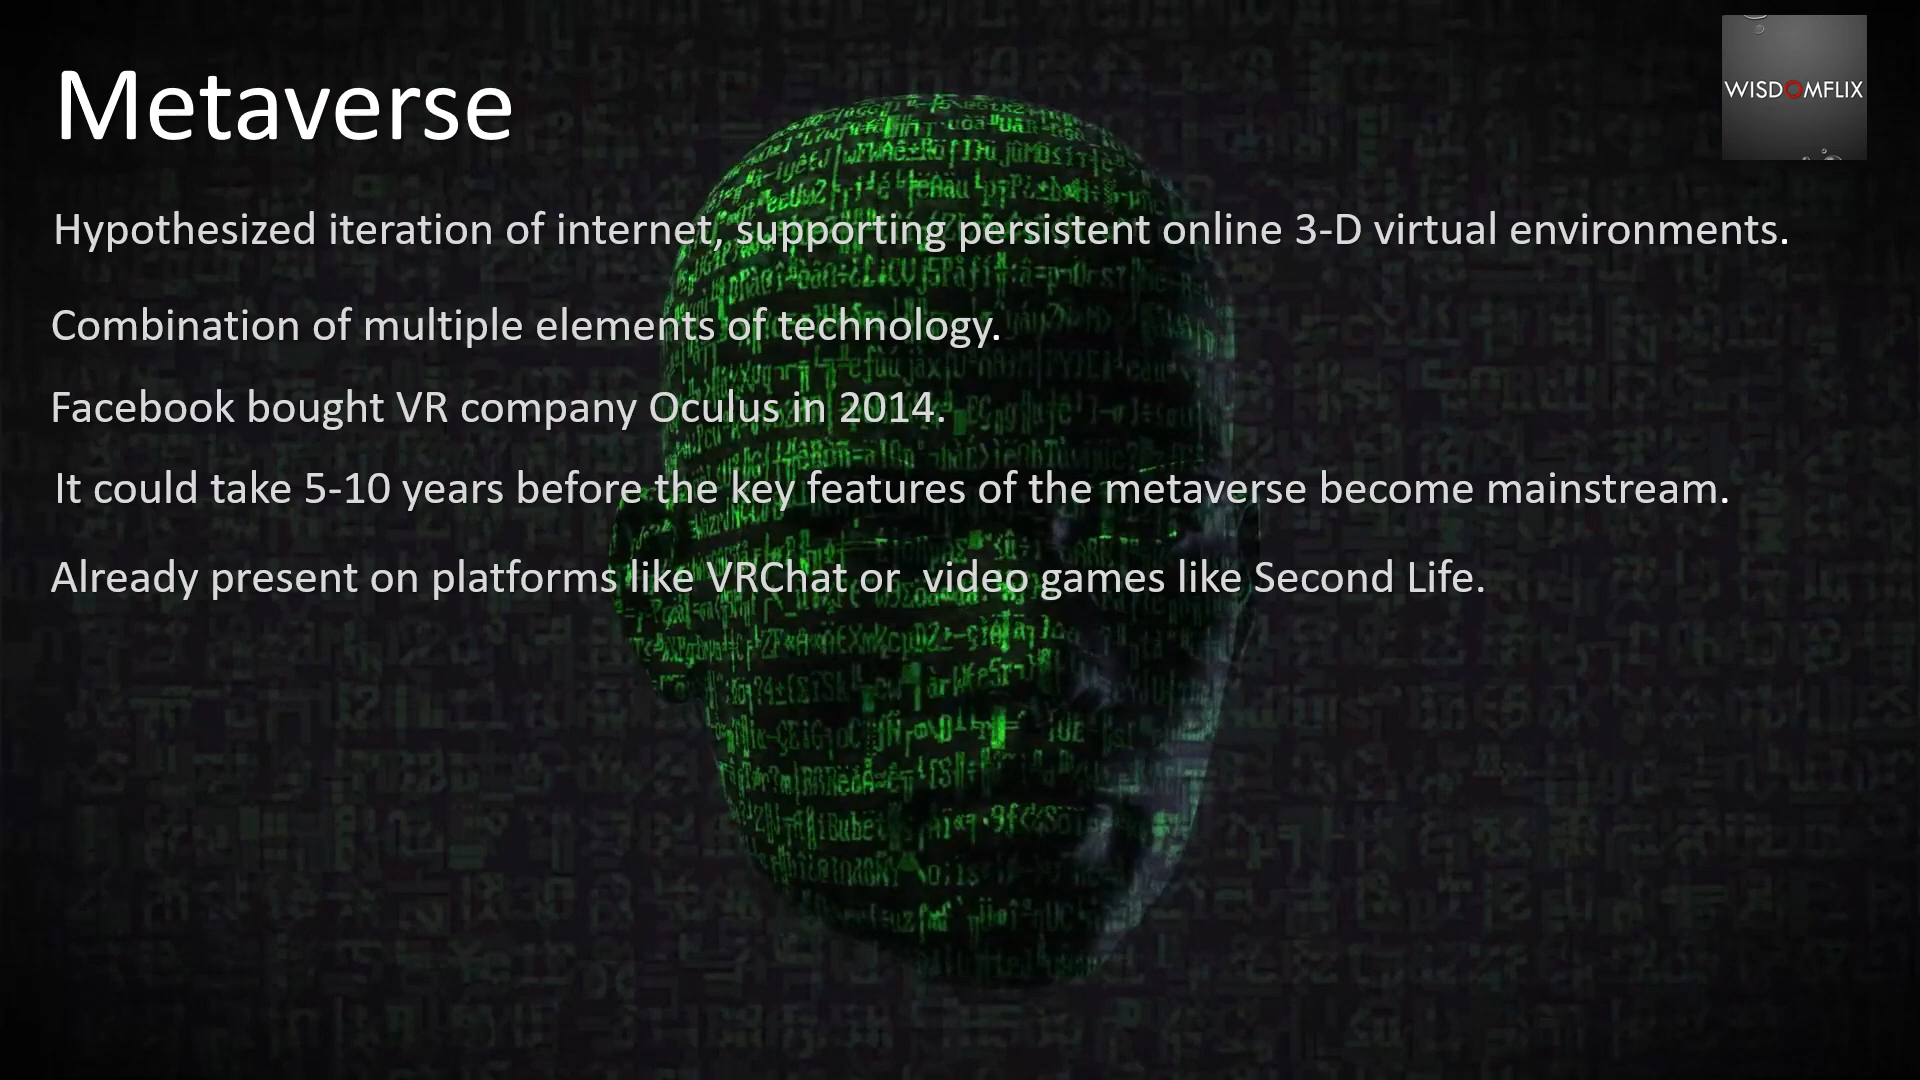 Metaverse
WISDOMFLIX
Hypothesized iteration of internet, supporting persistent online 3-D virtual environments.
Combination of multiple elements of technology.
Facebook bought VR company Oculus in 2014.
It could take 5-10 years before the key features of the metaverse become mainstream.
Already present on platforms like VRChat or  video games like Second Life.